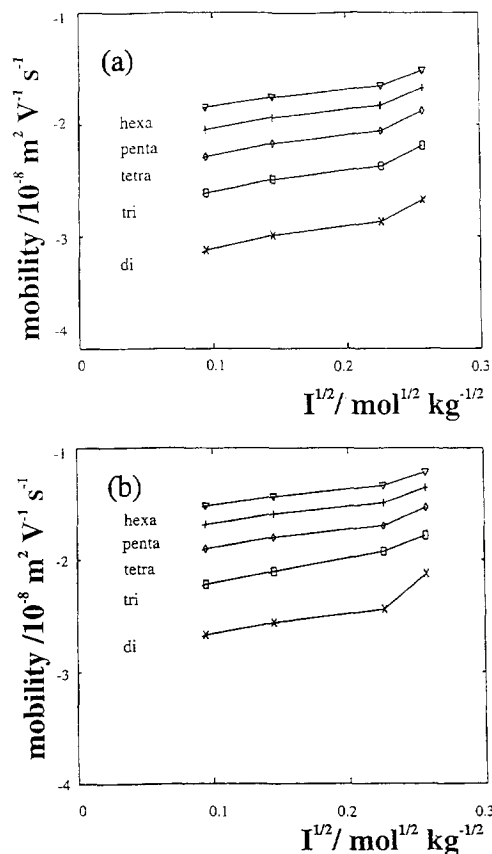 (a)
mobility /10⁻⁸ m² V⁻¹ s⁻¹
-1
-2
-3
-4
hexa
penta
tetra
tri
di
0 0.1 0.2 0.3
I^1/2/ mol^1/2 kg^-1/2
(b)
mobility /10⁻⁸ m² V⁻¹ s⁻¹
-1
-2
-3
-4
hexa
penta
tetra
tri
di
0 0.1 0.2 0.3
I^1/2/ mol^1/2 kg^-1/2